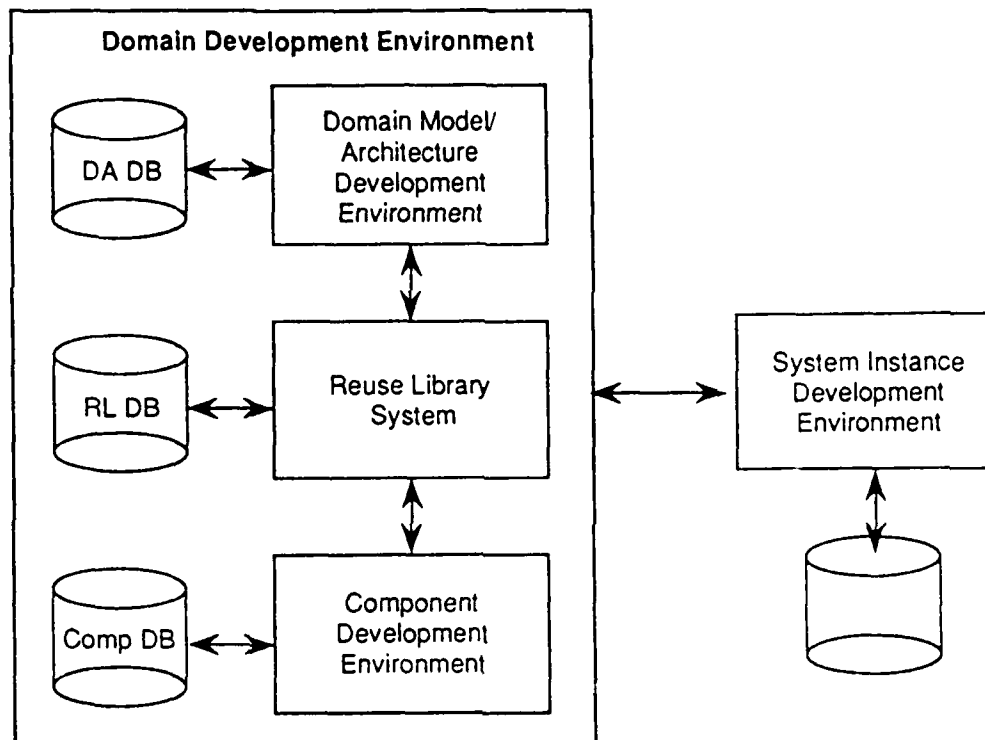 Domain Development Environment
DA DB
Domain Model/
Architecture
Development
Environment
RL DB
Reuse Library
System
System Instance
Development
Environment
Comp DB
Component
Development
Environment